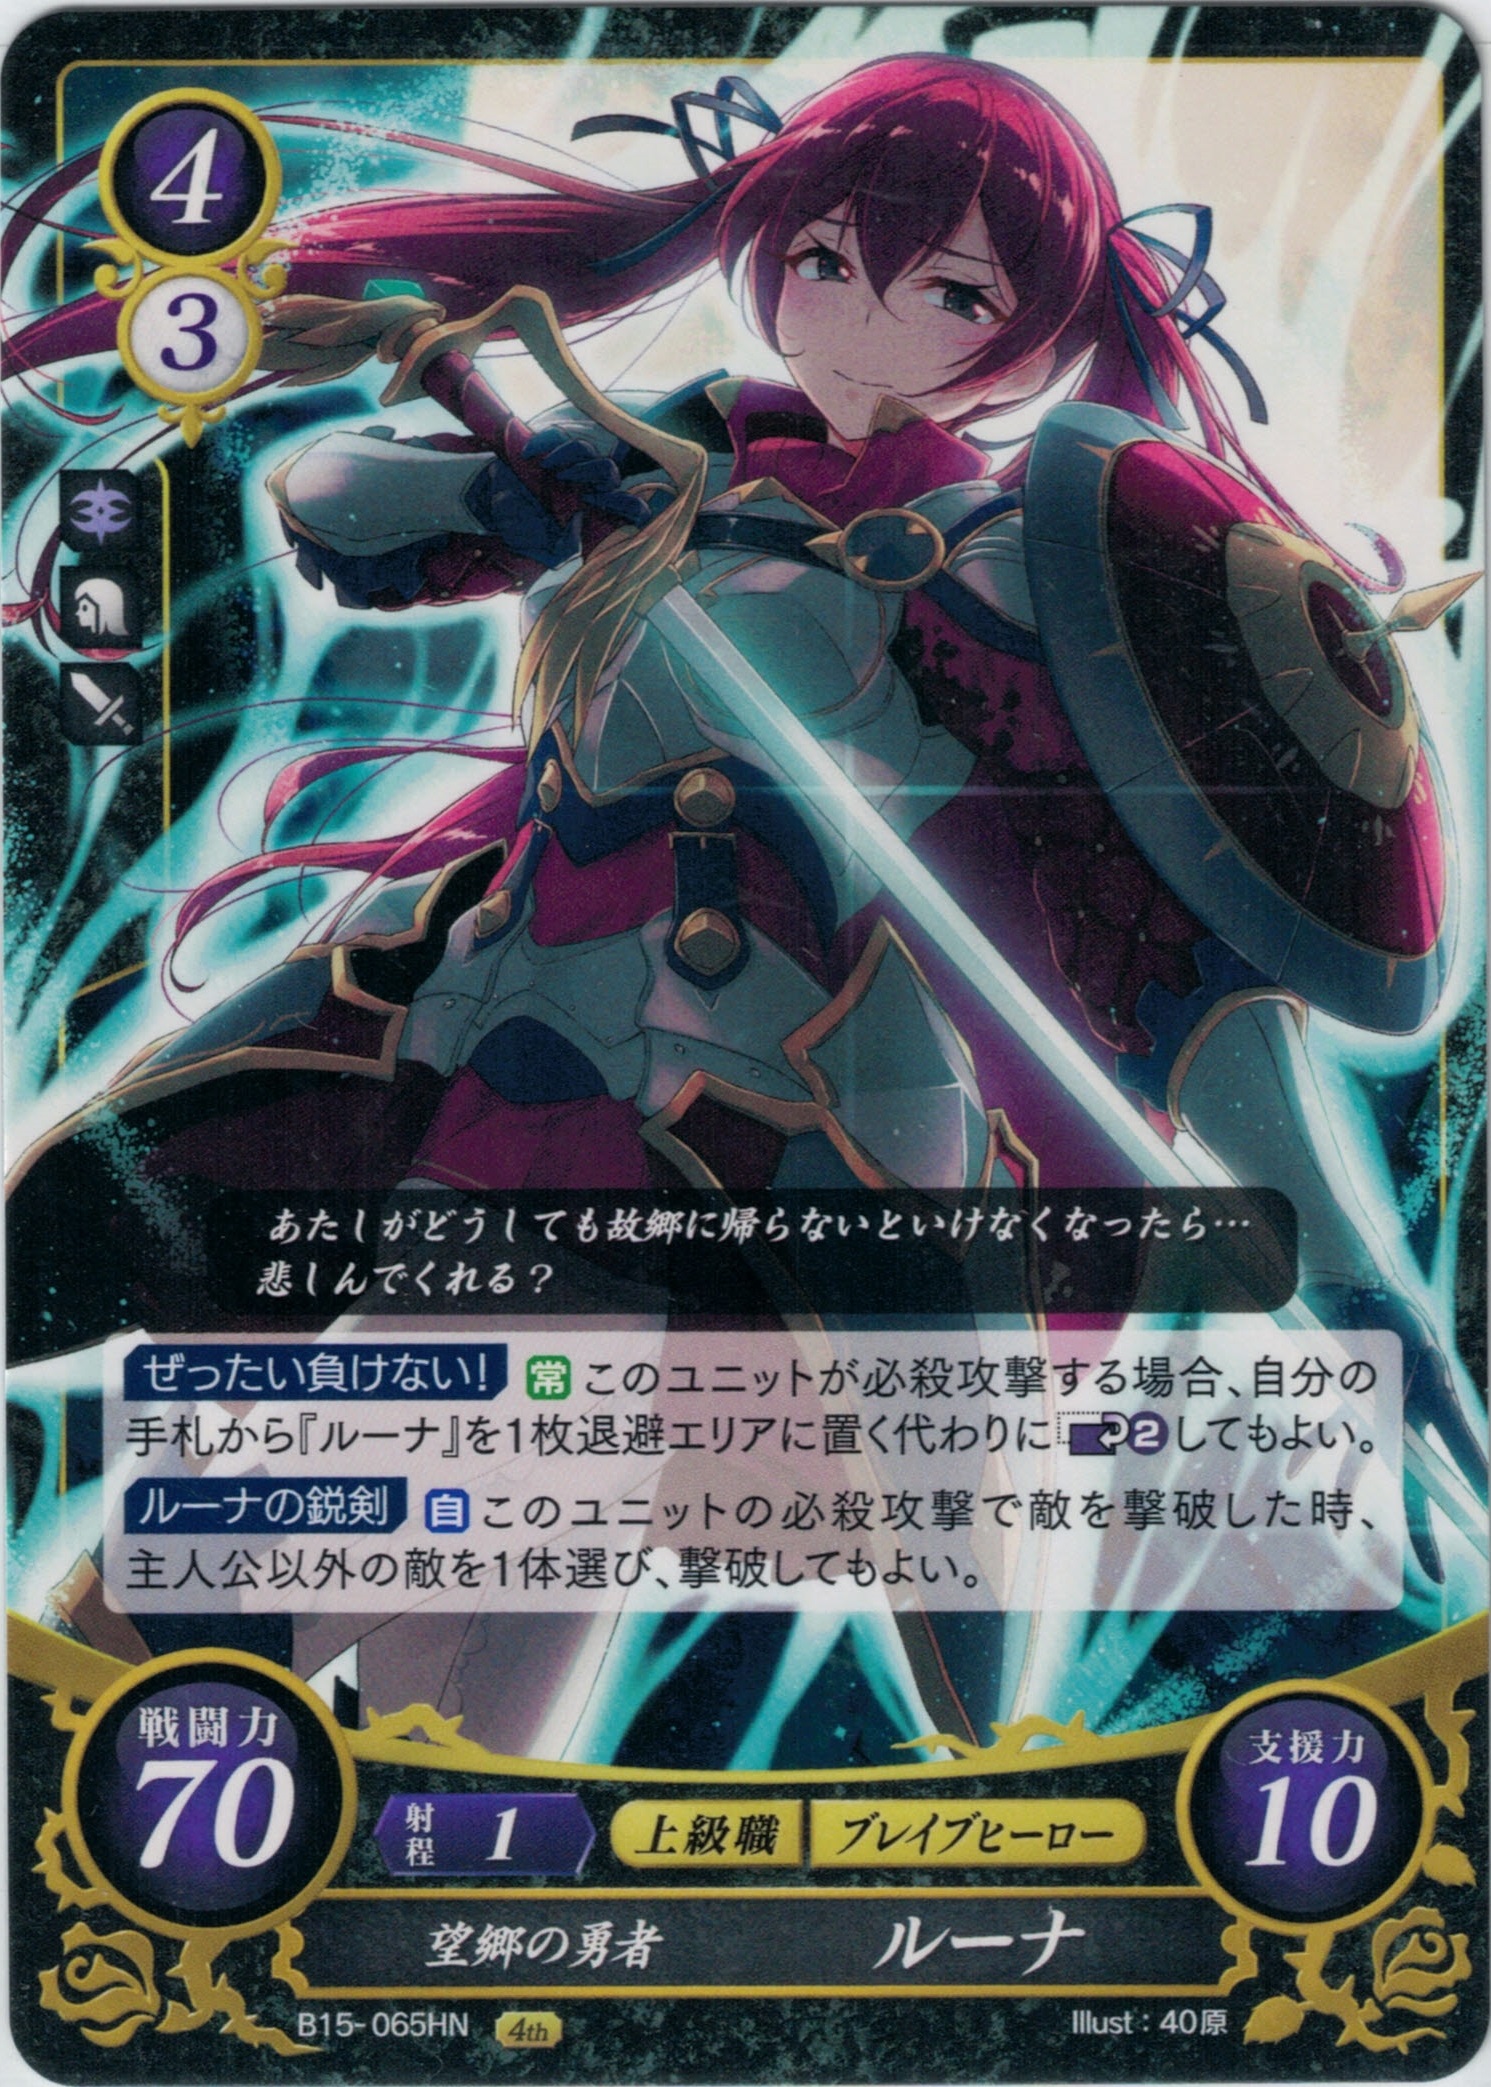 4
3
あたしがどうしても故郷に帰らないといけなくなったら…
悲しんでくれる?
ぜったい負けない! 常 このユニットが必殺攻撃する場合、自分の
手札から『ルーナ』を1枚退避エリアに置く代わりに2してもよい。
ルーナの鋭剣 自 このユニットの必殺攻撃で敵を撃破した時、
主人公以外の敵を1体選び、撃破してもよい。
戦闘力
70
射程 1
上級職 ブレイブヒーロー
支援力
10
望郷の勇者 ルーナ
B15-065HN 4th
Illust:40原